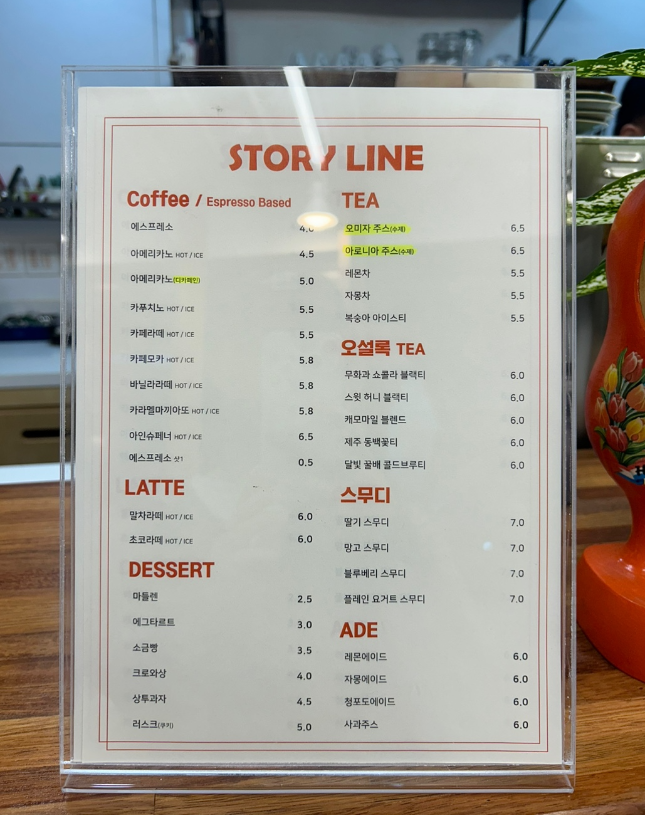 STORY LINE
Coffee / Espresso Based
에스프레소 4.0
아메리카노 HOT / ICE 4.5
아메리카노(디카페인) 5.0
카푸치노 HOT / ICE 5.5
카페라떼 HOT / ICE 5.5
카페모카 HOT / ICE 5.8
바닐라라떼 HOT / ICE 5.8
카라멜마끼아또 HOT / ICE 5.8
아인슈페너 HOT / ICE 6.5
에스프레소 샷1 0.5
LATTE
말차라떼 HOT / ICE 6.0
초코라떼 HOT / ICE 6.0
DESSERT
마들렌 2.5
에그타르트 3.0
소금빵 3.5
크로와상 4.0
상투과자 4.5
러스크(쿠키) 5.0
TEA
오미자 주스(수제) 6.5
아로니아 주스(수제) 6.5
레몬차 5.5
자몽차 5.5
복숭아 아이스티 5.5
오설록 TEA
무화과 쇼콜라 블랙티 6.0
스윗 허니 블랙티 6.0
캐모마일 블렌드 6.0
제주 동백꽃티 6.0
달빛 꿀배 콜드브루티 6.0
스무디
딸기 스무디 7.0
망고 스무디 7.0
블루베리 스무디 7.0
플레인 요거트 스무디 7.0
ADE
레몬에이드 6.0
자몽에이드 6.0
청포도에이드 6.0
사과주스 6.0